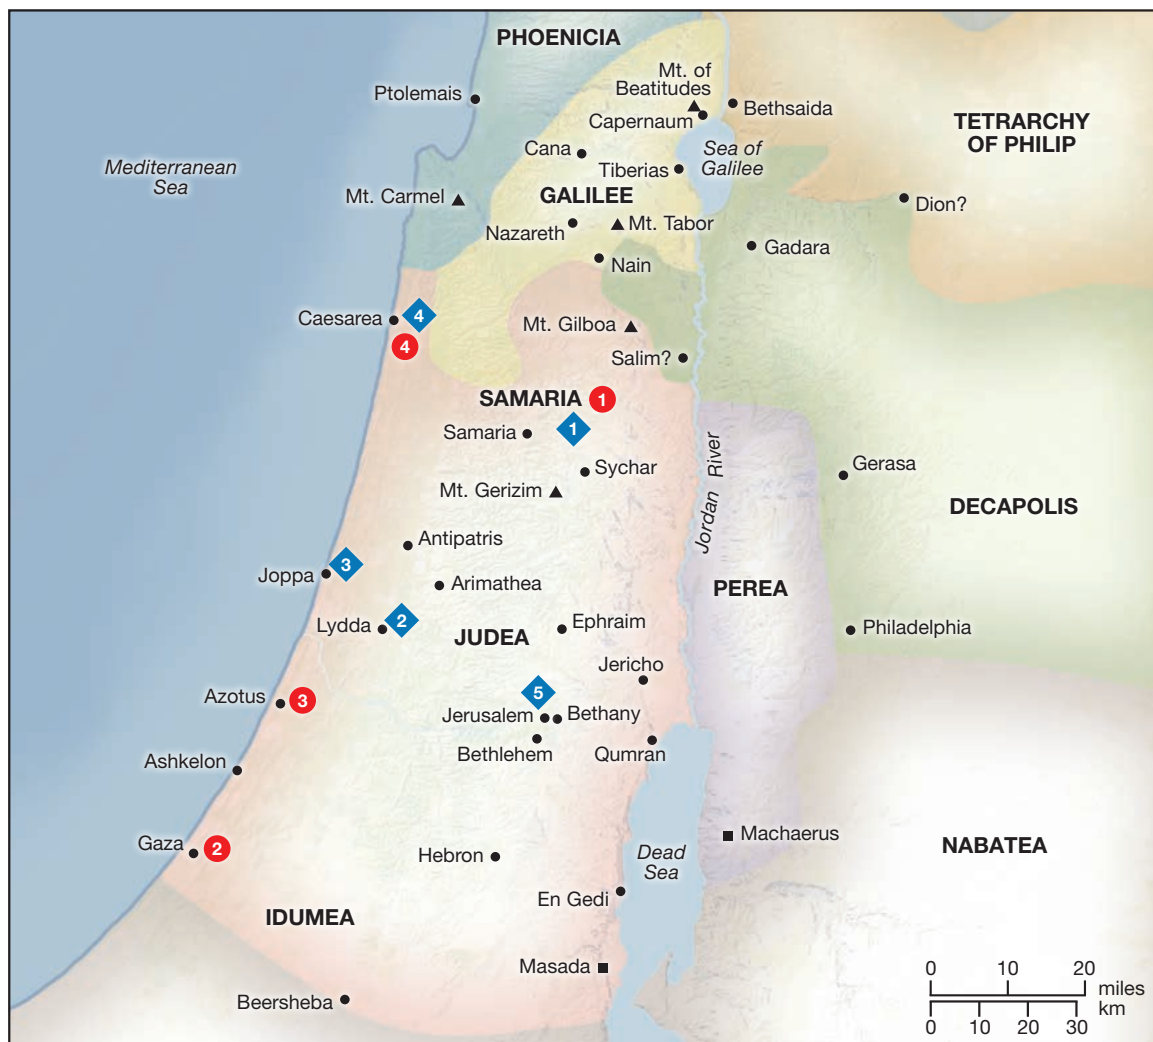 PHOENICIA
Mt. of
Beatitudes
Ptolemais
Bethsaida
Capernaum
TETRARCHY
OF PHILIP
Mediterranean
Sea
Cana
Sea of
Galilee
Tiberias
Mt. Carmel
GALILEE
Dion?
Nazareth
Mt. Tabor
Gadara
Nain
Caesarea
4
4
Mt. Gilboa
Salim?
SAMARIA
1
1
Samaria
Sychar
Gerasa
Mt. Gerizim
Jordan River
DECAPOLIS
Antipatris
Joppa
3
Arimathea
PEREA
Lydda
2
JUDEA
Ephraim
Philadelphia
Jericho
Azotus
3
5
Jerusalem
Bethany
Bethlehem
Qumran
Ashkelon
Gaza
2
Machaerus
NABATEA
Hebron
Dead
Sea
En Gedi
IDUMEA
Masada
Beersheba
0 10 20
miles
km
0 10 20 30